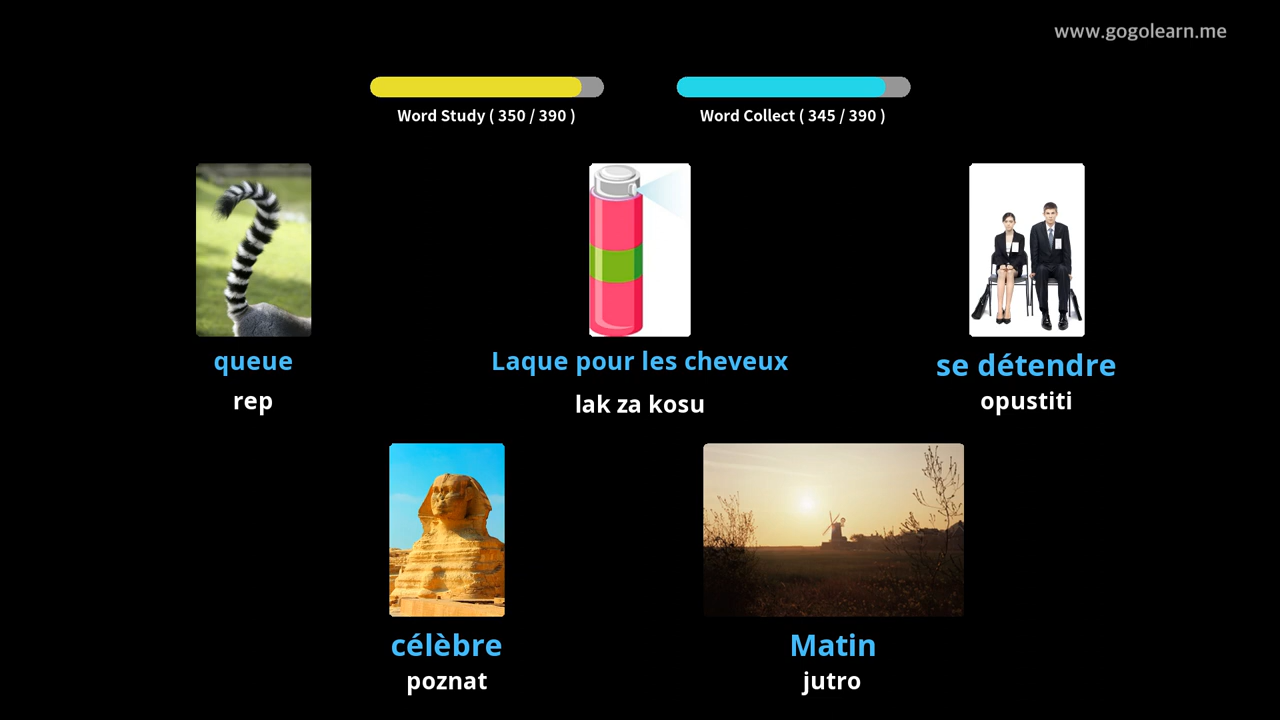 www.gogolearn.me
Word Study ( 350 / 390 )
Word Collect ( 345 / 390 )
queue
rep
Laque pour les cheveux
lak za kosu
se détendre
opustiti
célèbre
poznat
Matin
jutro